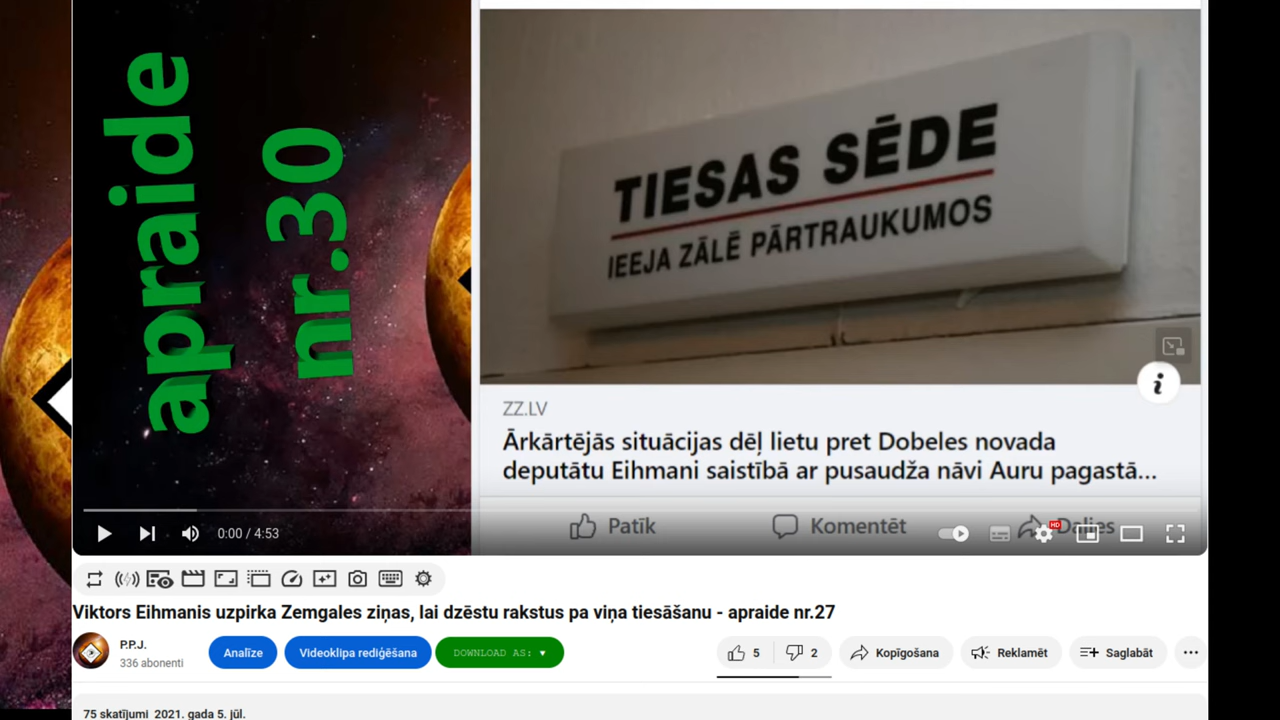 apraide
nr.30
TIESAS SĒDE
IEEJA ZĀLĒ PĀRTRAUKUMOS
i
ZZ.LV
Ārkārtējās situācijas dēļ lietu pret Dobeles novada
deputātu Eihmani saistībā ar pusaudža nāvi Auru pagastā...
Patīk
Komentēt
Dalies
0:00 / 4:53
HD
Viktors Eihmanis uzpirka Zemgales ziņas, lai dzēstu rakstus pa viņa tiesāšanu - apraide nr.27
P.P.J.
336 abonenti
Analīze
Videoklipa rediģēšana
DOWNLOAD AS: ▼
5
2
Kopīgošana
Reklamēt
Saglabāt
75 skatījumi 2021. gada 5. jūl.